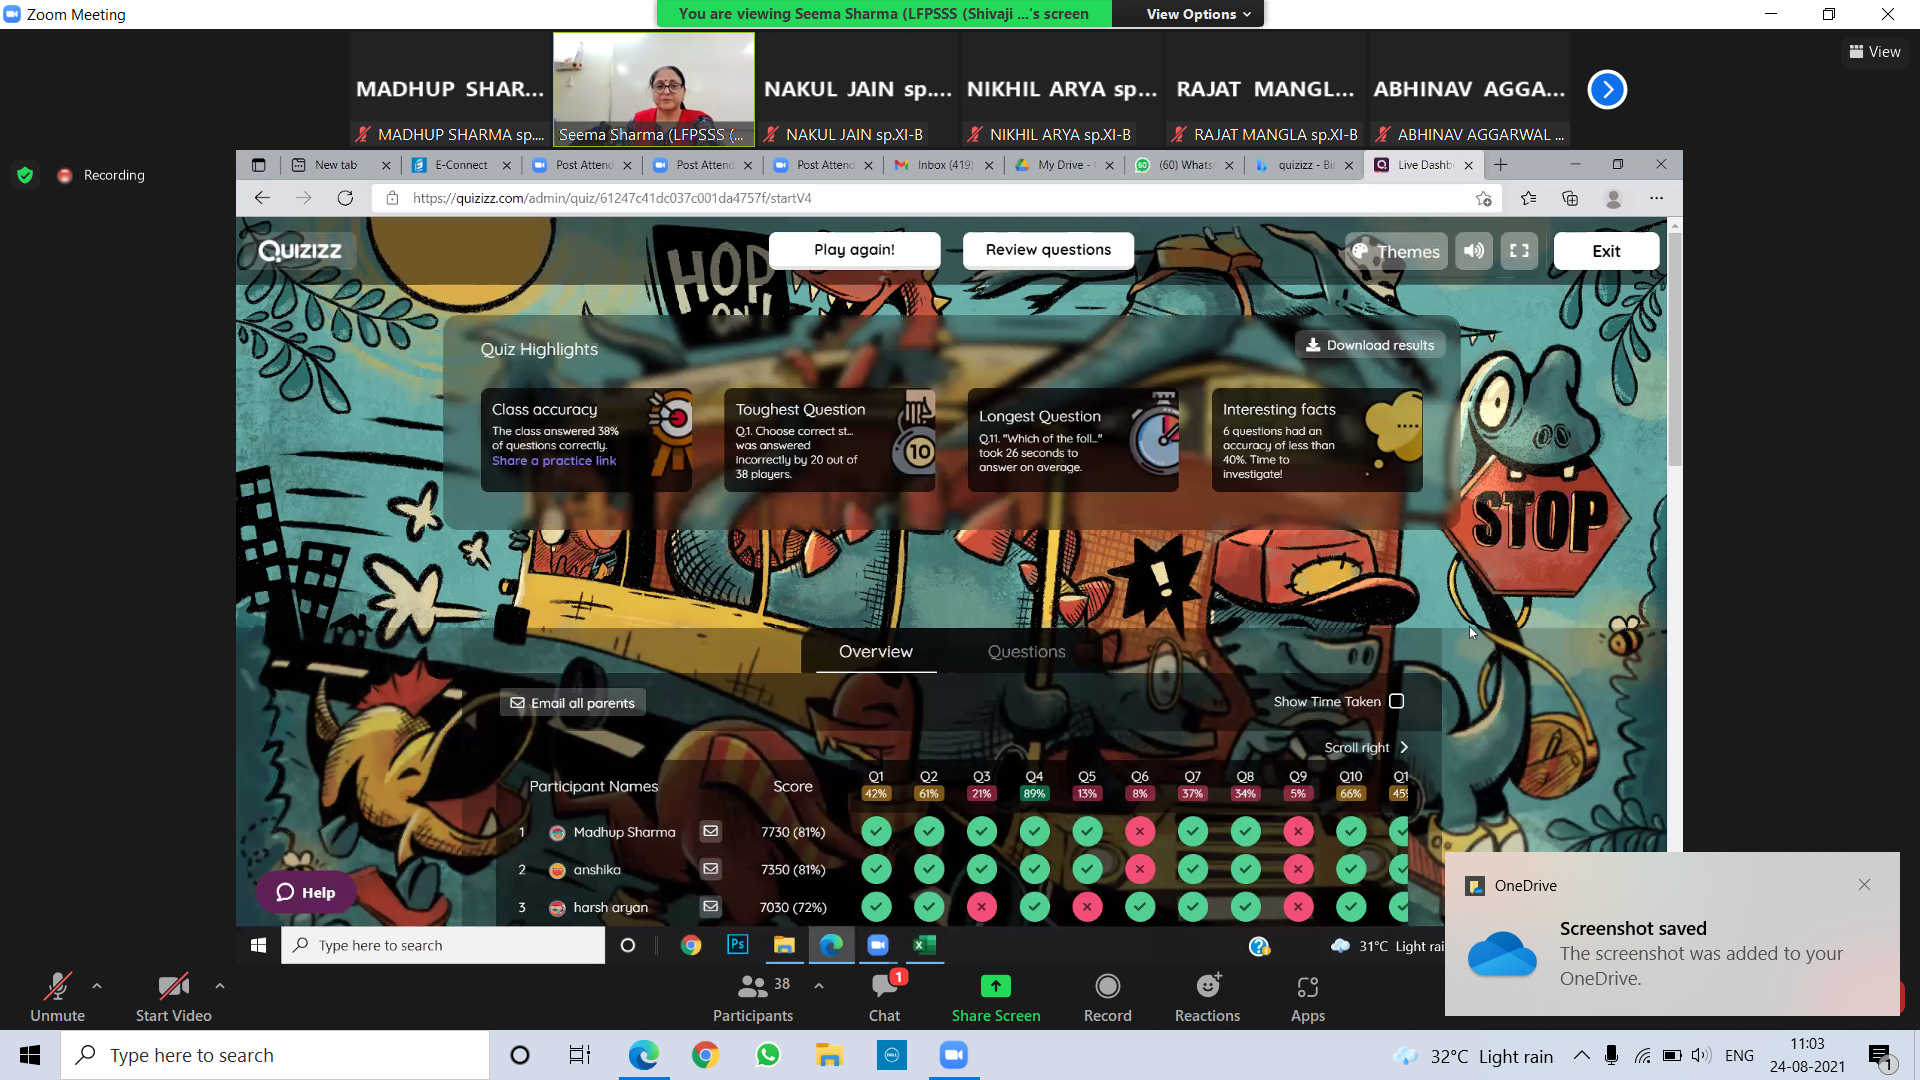 Zoom Meeting
You are viewing Seema Sharma (LFPSSS (Shivaji ...'s screen
View Options
View
MADHUP SHAR...
NAKUL JAIN sp....
NIKHIL ARYA sp...
RAJAT MANGL...
ABHINAV AGGA...
MADHUP SHARMA sp....
Seema Sharma (LFPSSS (...
NAKUL JAIN sp.XI-B
NIKHIL ARYA sp.XI-B
RAJAT MANGLA sp.XI-B
ABHINAV AGGARWAL ...
Recording
New tab
E-Connect
Post Attend
Post Attend
Post Attend
Inbox (419)
My Drive -
(60) Whats
quizizz - Bi
Live Dashb
https://quizizz.com/admin/quiz/61247c41dc037c001da4757f/startV4
Quizizz
Play again!
Review questions
Themes
Exit
HOP
ON!
Quiz Highlights
Download results
Class accuracy
The class answered 38%
of questions correctly.
Share a practice link
Toughest Question
Q.1. Choose correct st...
was answered
incorrectly by 20 out of
38 players.
10
Longest Question
Q.11. "Which of the foll..."
took 26 seconds to
answer on average.
Interesting facts
6 questions had an
accuracy of less than
40%. Time to
investigate!
STOP
!
Overview
Questions
Email all parents
Show Time Taken
Scroll right
Participant Names
Score
Q1 Q2 Q3 Q4 Q5 Q6 Q7 Q8 Q9 Q10 Q1
42% 61% 21% 89% 13% 8% 37% 34% 5% 66% 45%
1 Madhup Sharma 7730 (81%)
2 anshika 7350 (81%)
3 harsh aryan 7030 (72%)
Help
OneDrive
Screenshot saved
The screenshot was added to your
OneDrive.
Type here to search
Ps
31°C Light rai
Unmute
Start Video
38
Participants
1
Chat
Share Screen
Record
Reactions
Apps
Type here to search
DELL
32°C Light rain
ENG
11:03
24-08-2021
1